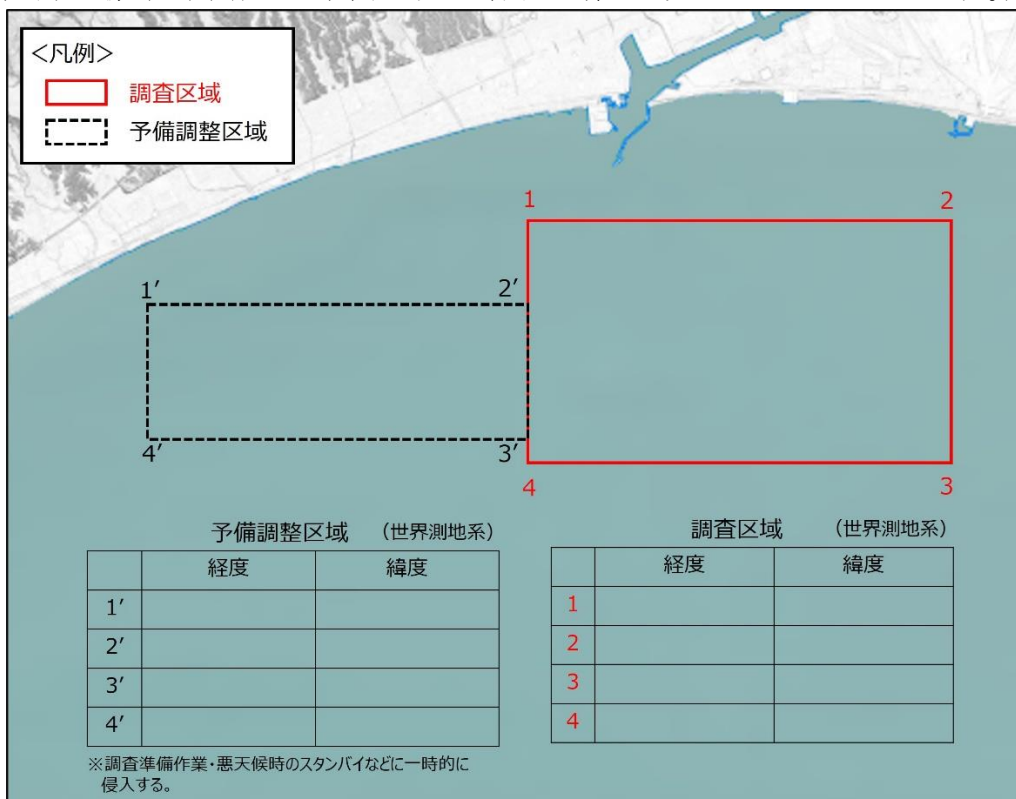 <凡例>
調査区域
予備調整区域
1
2
1′
2′
4′
3′
4
3
予備調整区域 (世界測地系)
経度 緯度
1′
2′
3′
4′
※調査準備作業・悪天候時のスタンバイなどに一時的に
侵入する。
調査区域 (世界測地系)
経度 緯度
1
2
3
4